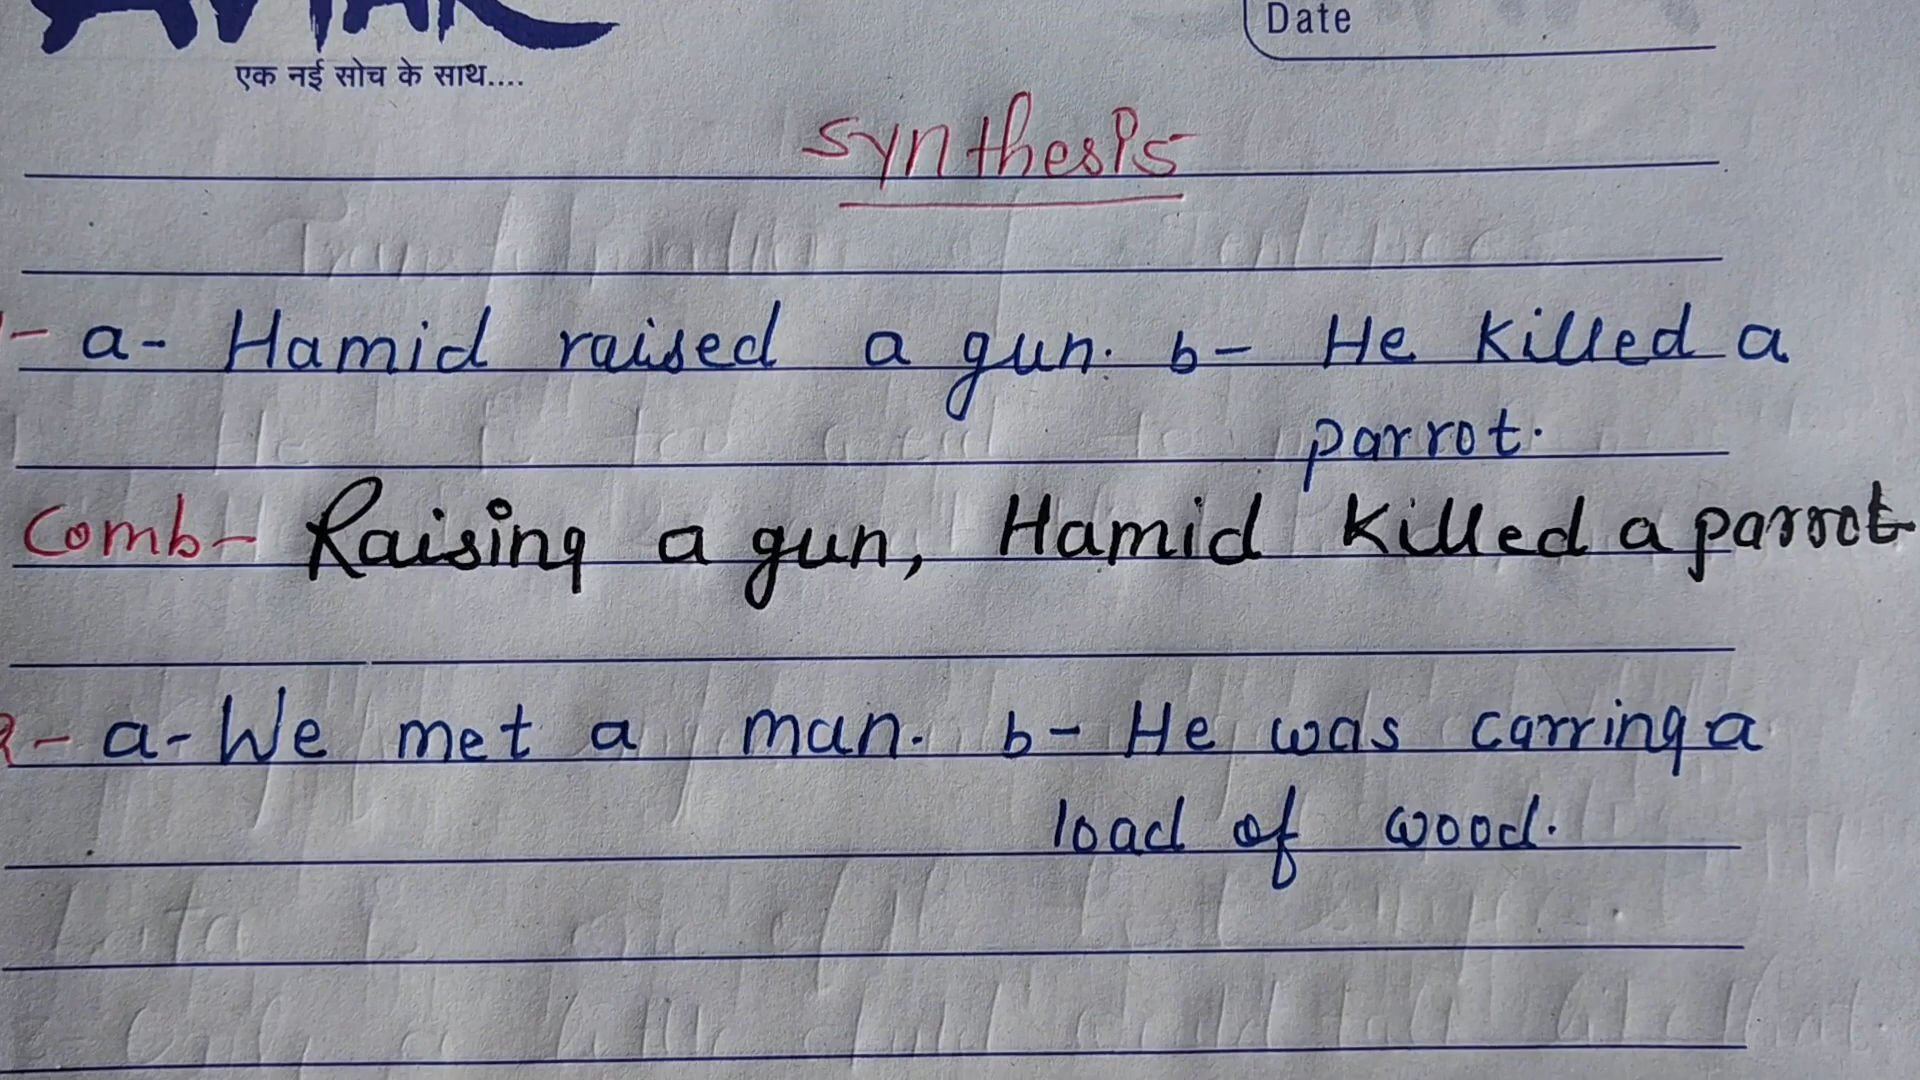 एक नई सोच के साथ....
Date
Synthesis
- a- Hamid raised a gun. b- He killed a
parrot.
Comb- Raising a gun, Hamid killed a parrot
2- a- We met a man. b- He was carring a
load of wood.